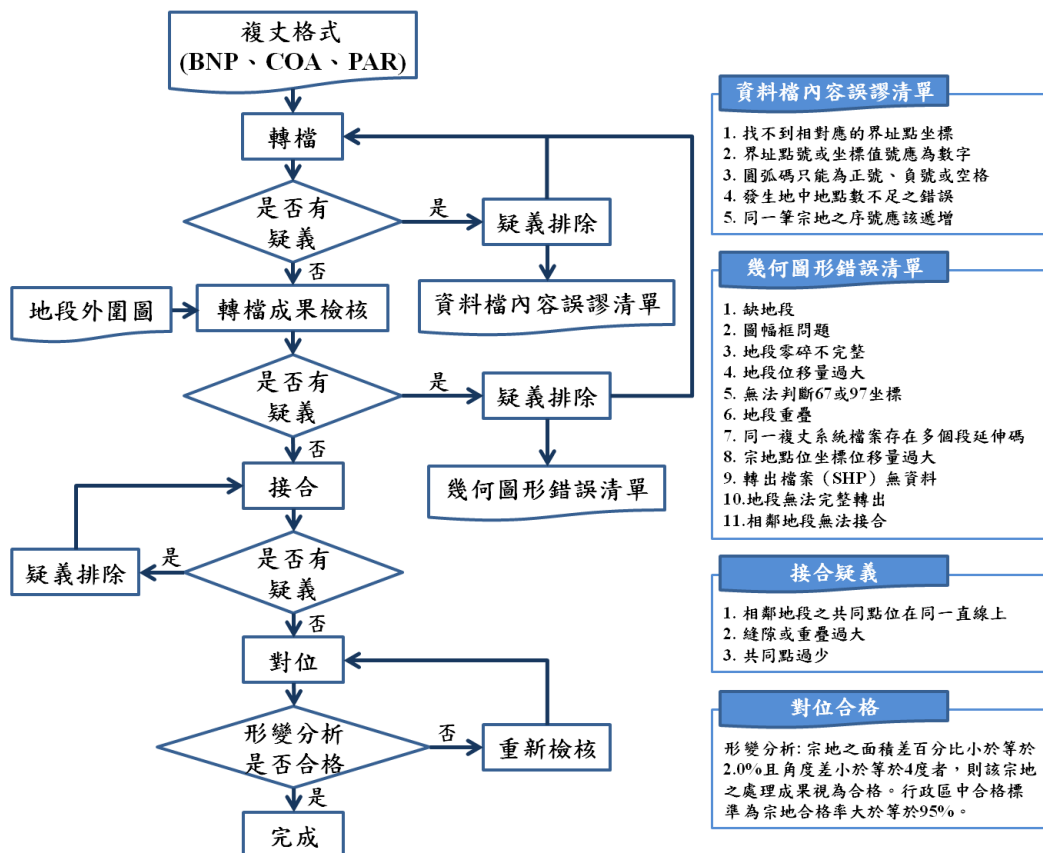 複丈格式
(BNP、COA、PAR)
轉檔
是否有
疑義
是
疑義排除
資料檔內容誤謬清單
否
地段外圍圖
轉檔成果檢核
是否有
疑義
是
疑義排除
幾何圖形錯誤清單
否
接合
是否有
疑義
是
疑義排除
否
對位
形變分析
是否合格
否
重新檢核
是
完成
資料檔內容誤謬清單
1. 找不到相對應的界址點坐標
2. 界址點號或坐標值號應為數字
3. 圓弧碼只能為正號、負號或空格
4. 發生地中地點數不足之錯誤
5. 同一筆宗地之序號應該遞增
幾何圖形錯誤清單
1. 缺地段
2. 圖幅框問題
3. 地段零碎不完整
4. 地段位移量過大
5. 無法判斷67或97坐標
6. 地段重疊
7. 同一複丈系統檔案存在多個段延伸碼
8. 宗地點位坐標位移量過大
9. 轉出檔案（SHP）無資料
10.地段無法完整轉出
11.相鄰地段無法接合
接合疑義
1. 相鄰地段之共同點位在同一直線上
2. 縫隙或重疊過大
3. 共同點過少
對位合格
形變分析: 宗地之面積差百分比小於等於
2.0%且角度差小於等於4度者，則該宗地
之處理成果視為合格。行政區中合格標
準為宗地合格率大於等於95%。